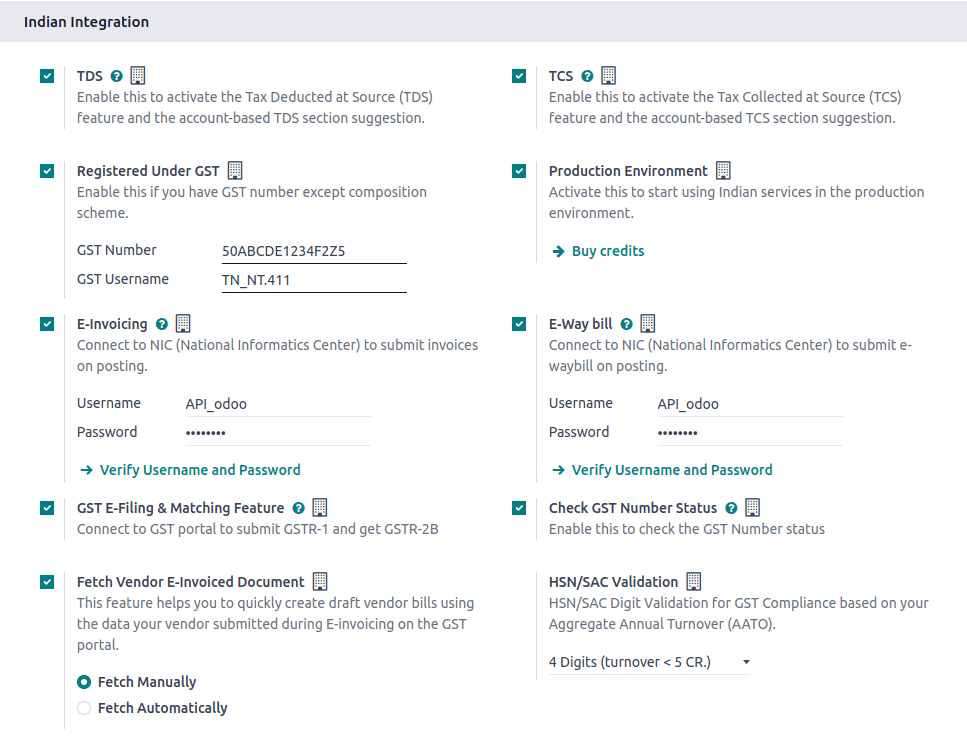 Indian Integration
TDS
Enable this to activate the Tax Deducted at Source (TDS)
feature and the account-based TDS section suggestion.
TCS
Enable this to activate the Tax Collected at Source (TCS)
feature and the account-based TCS section suggestion.
Registered Under GST
Enable this if you have GST number except composition
scheme.
GST Number 50ABCDE1234F2Z5
GST Username TN_NT.411
Production Environment
Activate this to start using Indian services in the production
environment.
Buy credits
E-Invoicing
Connect to NIC (National Informatics Center) to submit invoices
on posting.
Username API_odoo
Password ••••••••
Verify Username and Password
E-Way bill
Connect to NIC (National Informatics Center) to submit e-
waybill on posting.
Username API_odoo
Password ••••••••
Verify Username and Password
GST E-Filing & Matching Feature
Connect to GST portal to submit GSTR-1 and get GSTR-2B
Check GST Number Status
Enable this to check the GST Number status
Fetch Vendor E-Invoiced Document
This feature helps you to quickly create draft vendor bills using
the data your vendor submitted during E-invoicing on the GST
portal.
Fetch Manually
Fetch Automatically
HSN/SAC Validation
HSN/SAC Digit Validation for GST Compliance based on your
Aggregate Annual Turnover (AATO).
4 Digits (turnover < 5 CR.)